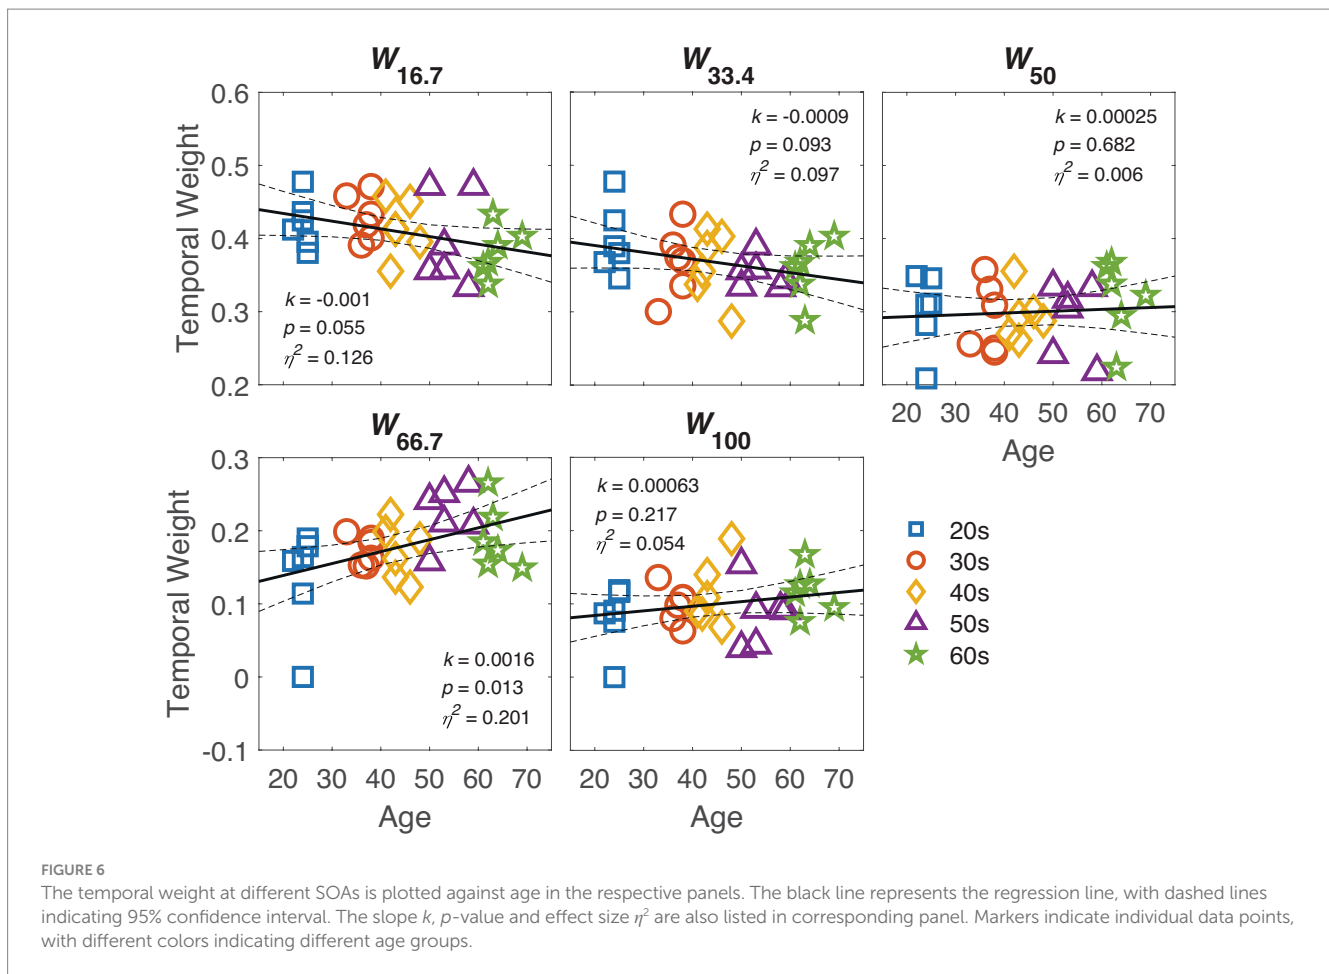 W16.7
W33.4
W50
0.6
0.5
0.4
0.3
0.2
Temporal Weight
k = -0.001
p = 0.055
η2 = 0.126
k = -0.0009
p = 0.093
η2 = 0.097
k = 0.00025
p = 0.682
η2 = 0.006
20 30 40 50 60 70
Age
W66.7
W100
0.3
0.2
0.1
0
-0.1
Temporal Weight
k = 0.0016
p = 0.013
η2 = 0.201
k = 0.00063
p = 0.217
η2 = 0.054
20 30 40 50 60 70
Age
20 30 40 50 60 70
Age
20s
30s
40s
50s
60s
FIGURE 6
The temporal weight at different SOAs is plotted against age in the respective panels. The black line represents the regression line, with dashed lines
indicating 95% confidence interval. The slope k, p-value and effect size η2 are also listed in corresponding panel. Markers indicate individual data points,
with different colors indicating different age groups.